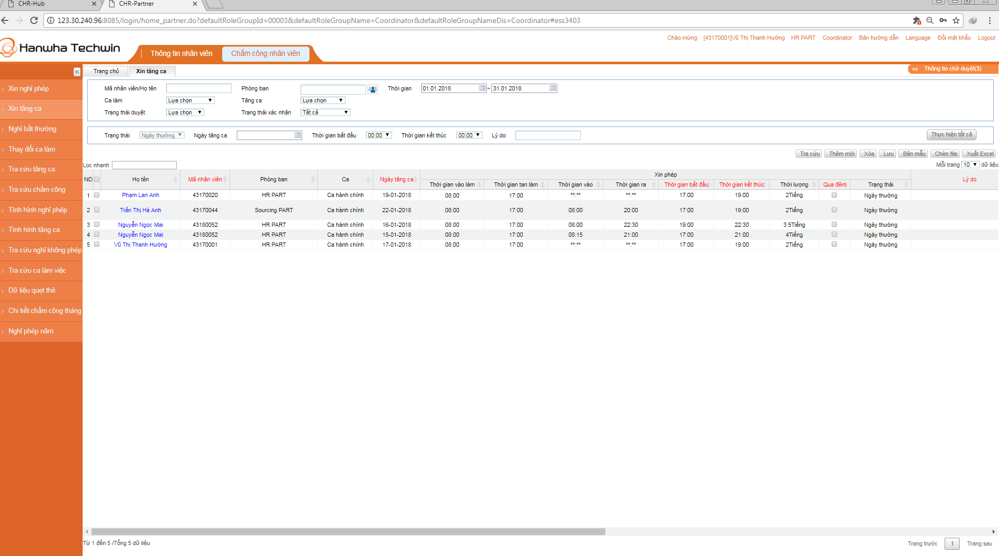 CHR-Hub
CHR-Partner
123.30.240.96:8085/login/home_partner.do?defaultRoleGroupId=00003&defaultRoleGroupName=Coordinator&defaultRoleGroupNameDis=Coordinator#ess3403
Chào mừng [43170001]Vũ Thị Thanh Hường HR PART Coordinator Bản hướng dẫn Language Đổi mật khẩu Logout
Hanwha Techwin
Thông tin nhân viên Chấm công nhân viên
« Trang chủ Xin tăng ca << Thông tin chờ duyệt(3)
Xin nghỉ phép
Xin tăng ca
Nghỉ bất thường
Thay đổi ca làm
Tra cứu tăng ca
Tra cứu chấm công
Tình hình nghỉ phép
Tình hình tăng ca
Tra cứu nghỉ không phép
Tra cứu ca làm việc
Dữ liệu quẹt thẻ
Chi tiết chấm công tháng
Nghỉ phép năm
Mã nhân viên/Họ tên Phòng ban Thời gian 01.01.2018 ~ 31.01.2018
Ca làm Lựa chọn Tăng ca Lựa chọn
Trạng thái duyệt Lựa chọn Trạng thái xác nhận Tất cả
Trạng thái Ngày thường Ngày tăng ca Thời gian bắt đầu 00:00 Thời gian kết thúc 00:00 Lý do Thực hiện tất cả
Tra cứu Thêm mới Xóa Lưu Bản mẫu Chèn file Xuất Excel
Lọc nhanh Mỗi trang 10 dữ liệu
Xin phép
NO Họ tên Mã nhân viên Phòng ban Ca Ngày tăng ca Thời gian vào làm Thời gian tan làm Thời gian vào Thời gian ra Thời gian bắt đầu Thời gian kết thúc Thời lượng Qua đêm Trạng thái Lý do
1 Phạm Lan Anh 43170020 HR PART Ca hành chính 19-01-2018 08:00 17:00 **:** **:** 17:00 19:00 2Tiếng Ngày thường
2 Trần Thị Hà Anh 43170044 Sourcing PART Ca hành chính 22-01-2018 08:00 17:00 08:00 20:00 17:00 19:00 2Tiếng Ngày thường
3 Nguyễn Ngọc Mai 43180052 HR PART Ca hành chính 16-01-2018 08:00 17:00 08:00 22:30 19:00 22:30 3.5Tiếng Ngày thường
4 Nguyễn Ngọc Mai 43180052 HR PART Ca hành chính 15-01-2018 08:00 17:00 08:15 21:00 17:00 21:00 4Tiếng Ngày thường
5 Vũ Thị Thanh Hường 43170001 HR PART Ca hành chính 17-01-2018 08:00 17:00 **:** **:** 17:00 19:00 2Tiếng Ngày thường
Từ 1 đến 5 /Tổng 5 dữ liệu Trang trước 1 Trang sau